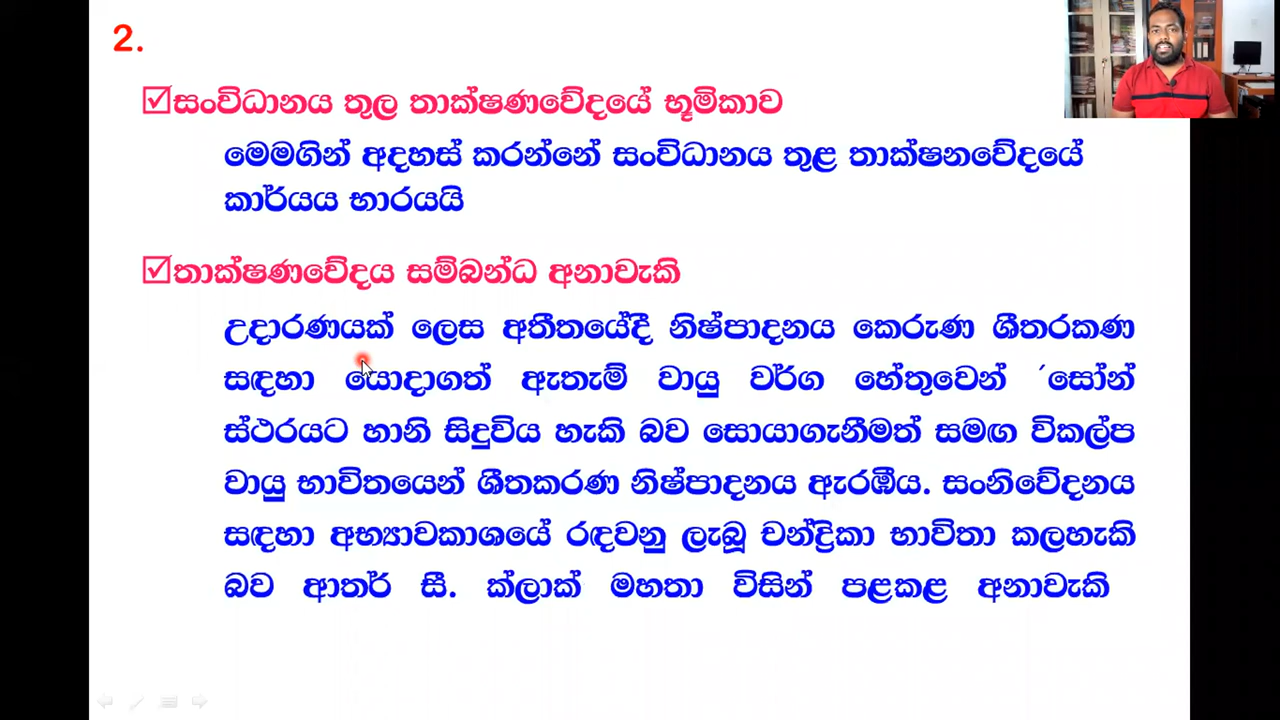 2.
සංවිධානය තුල තාක්ෂණවේදයේ භූමිකාව
මෙමගින් අදහස් කරන්නේ සංවිධානය තුළ තාක්ෂනවේදයේ
කාර්යය භාරයයි
තාක්ෂණවේදය සම්බන්ධ අනාවැකි
උදාරණයක් ලෙස අතීතයේදී නිෂ්පාදනය කෙරුණ ශීතරකණ
සඳහා යොදාගත් ඇතැම් වායු වර්ග හේතුවෙන් ´සෝන්
ස්ථරයට හානි සිදුවිය හැකි බව සොයාගැනීමත් සමඟ විකල්ප
වායු භාවිතයෙන් ශීතකරණ නිෂ්පාදනය ඇරඹීය. සංනිවේදනය
සඳහා අභ්‍යාවකාශයේ රඳවනු ලැබූ චන්ද්‍රිකා භාවිතා කලහැකි
බව ආතර් සී. ක්ලාක් මහතා විසින් පළකළ අනාවැකි